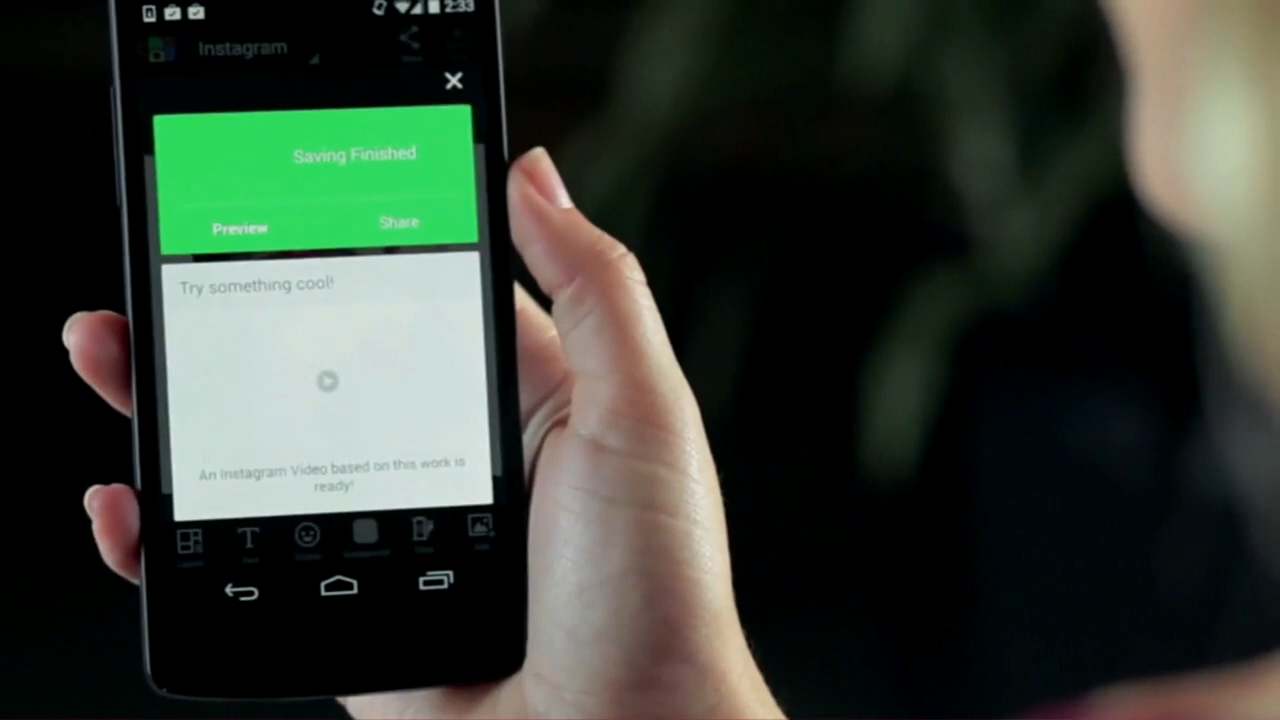 2:33
Instagram
Saving Finished
Preview
Share
Try something cool!
An Instagram Video based on this work is
ready!